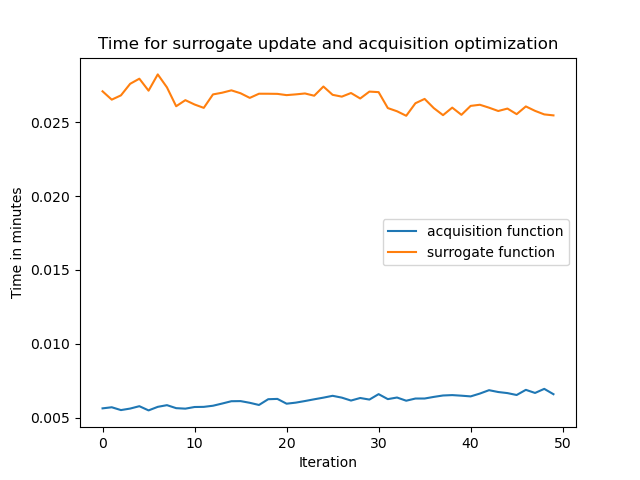 Time for surrogate update and acquisition optimization
Time in minutes
0.025
0.020
0.015
0.010
0.005
acquisition function
surrogate function
0 10 20 30 40 50
Iteration